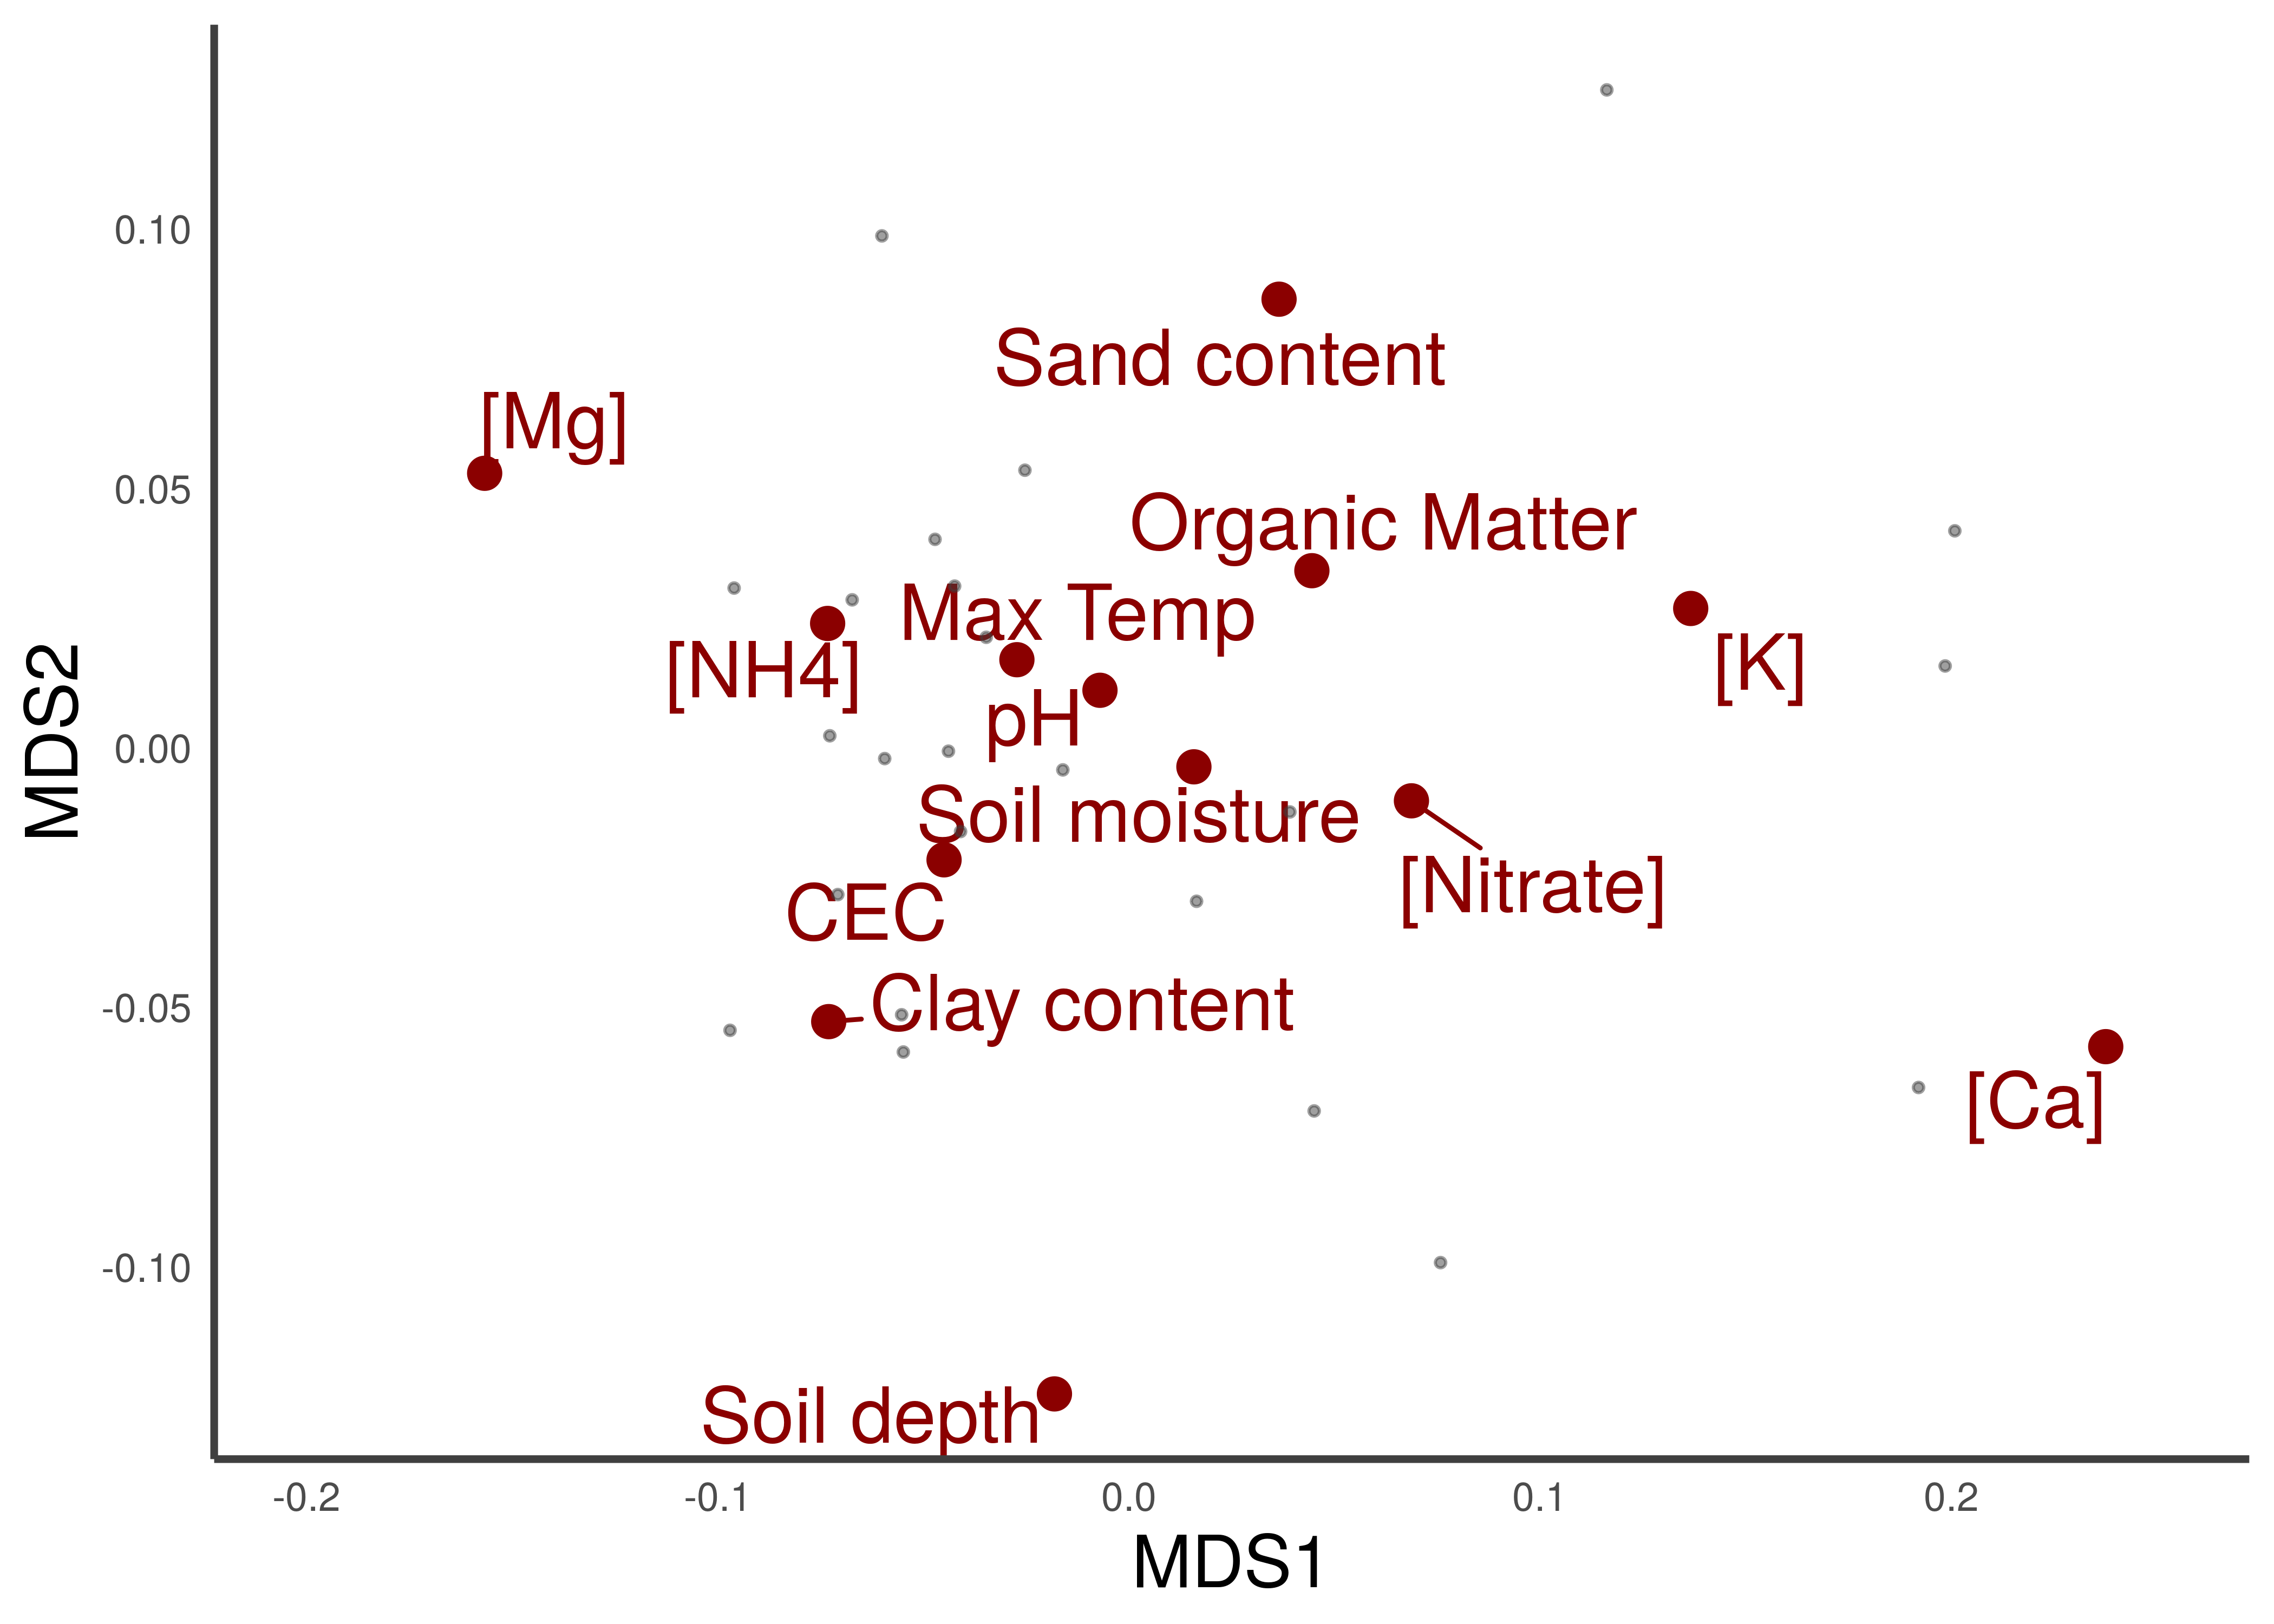 0.10
0.05
0.00
-0.05
-0.10
MDS2
Sand content
[Mg]
Organic Matter
Max Temp
[NH4]
[K]
pH
Soil moisture
[Nitrate]
CEC
Clay content
[Ca]
Soil depth
-0.2
-0.1
0.0
0.1
0.2
MDS1